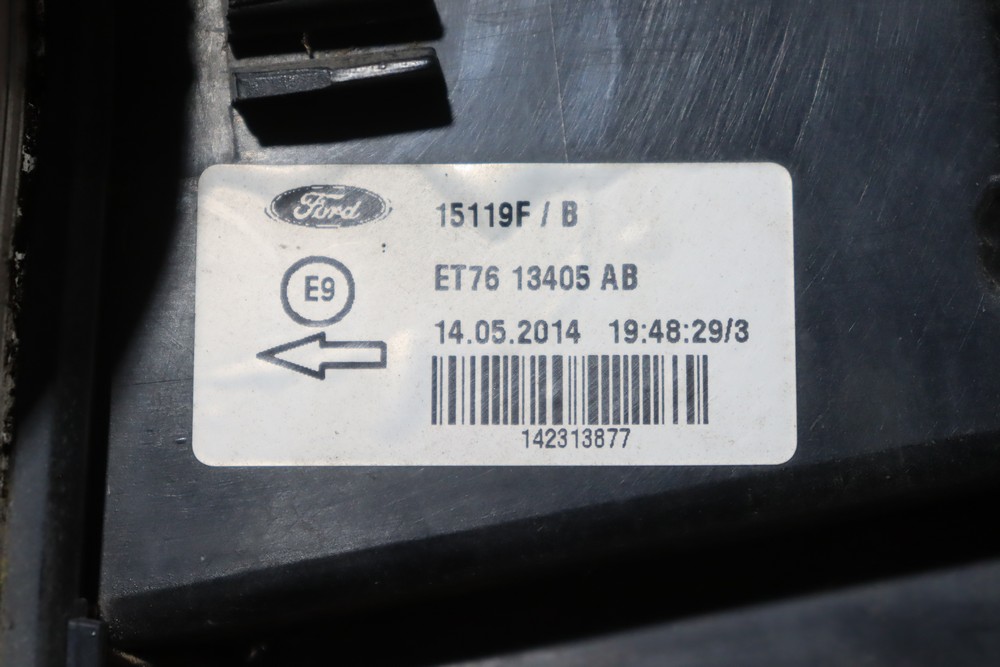 Ford
15119F / B
E9
ET76 13405 AB
14.05.2014 19:48:29/3
142313877